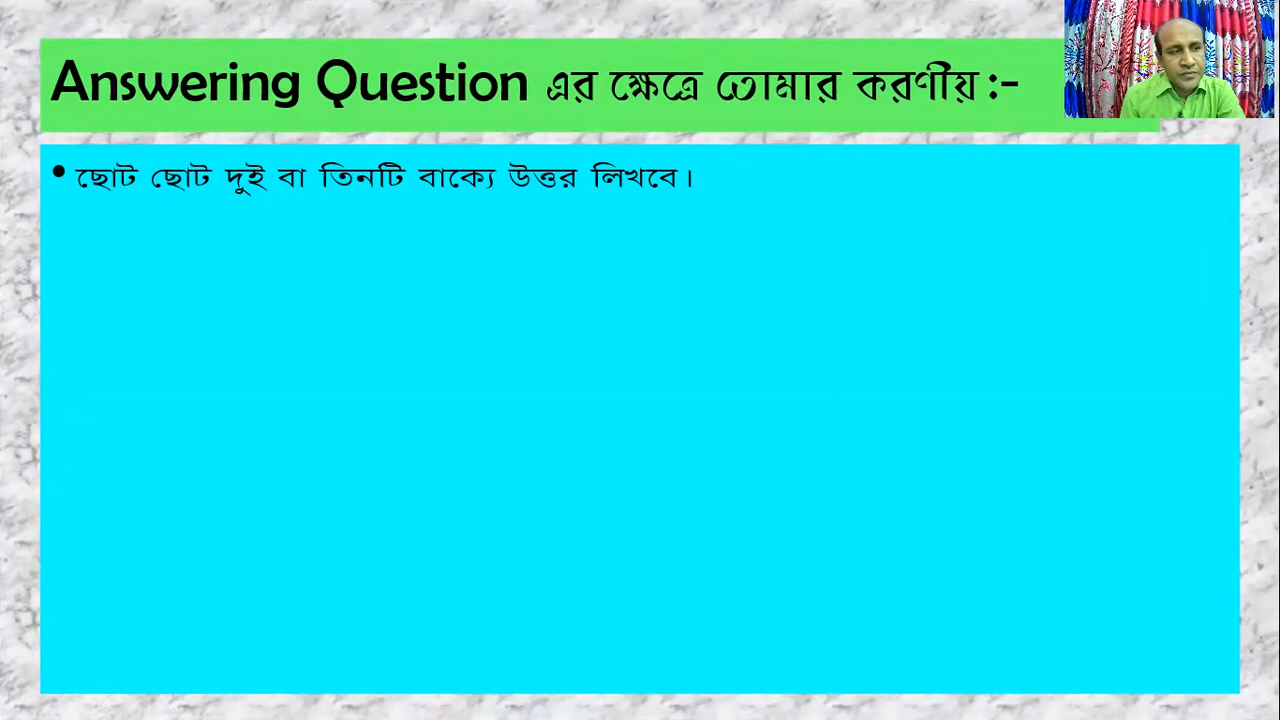 Answering Question এর ক্ষেত্রে তোমার করণীয় :-
• ছোট ছোট দুই বা তিনটি বাক্যে উত্তর লিখবে।